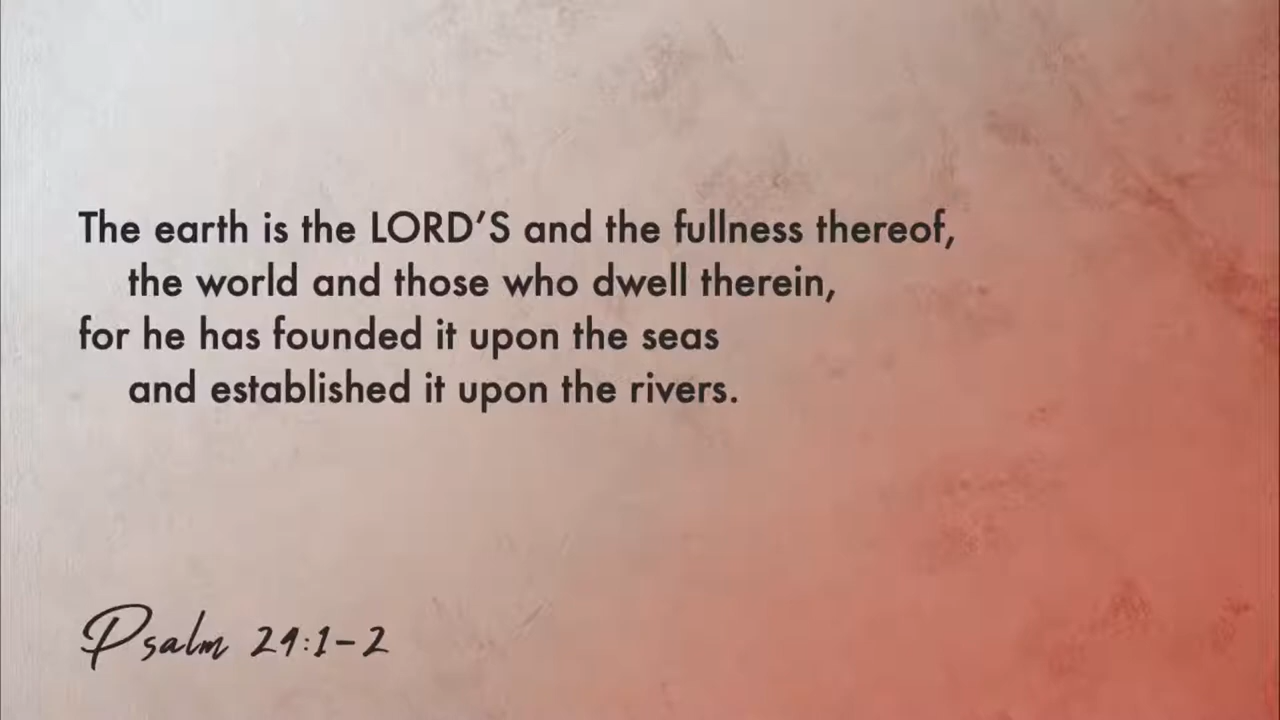 The earth is the LORD’S and the fullness thereof,
the world and those who dwell therein,
for he has founded it upon the seas
and established it upon the rivers.
Psalm 24:1-2